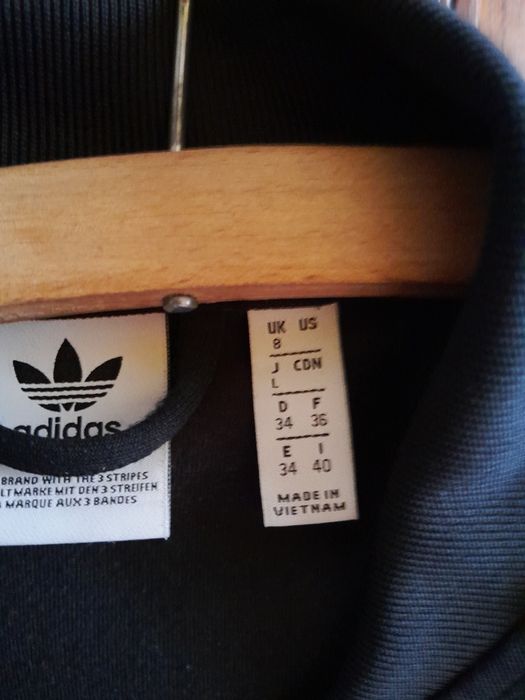 adidas
BRAND WITH THE 3 STRIPES
MARKE MIT DEN 3 STREIFEN
MARQUE AUX 3 BANDES
UK US
8
J CDN
L
D F
34 36
E I
34 40
MADE IN
VIETNAM